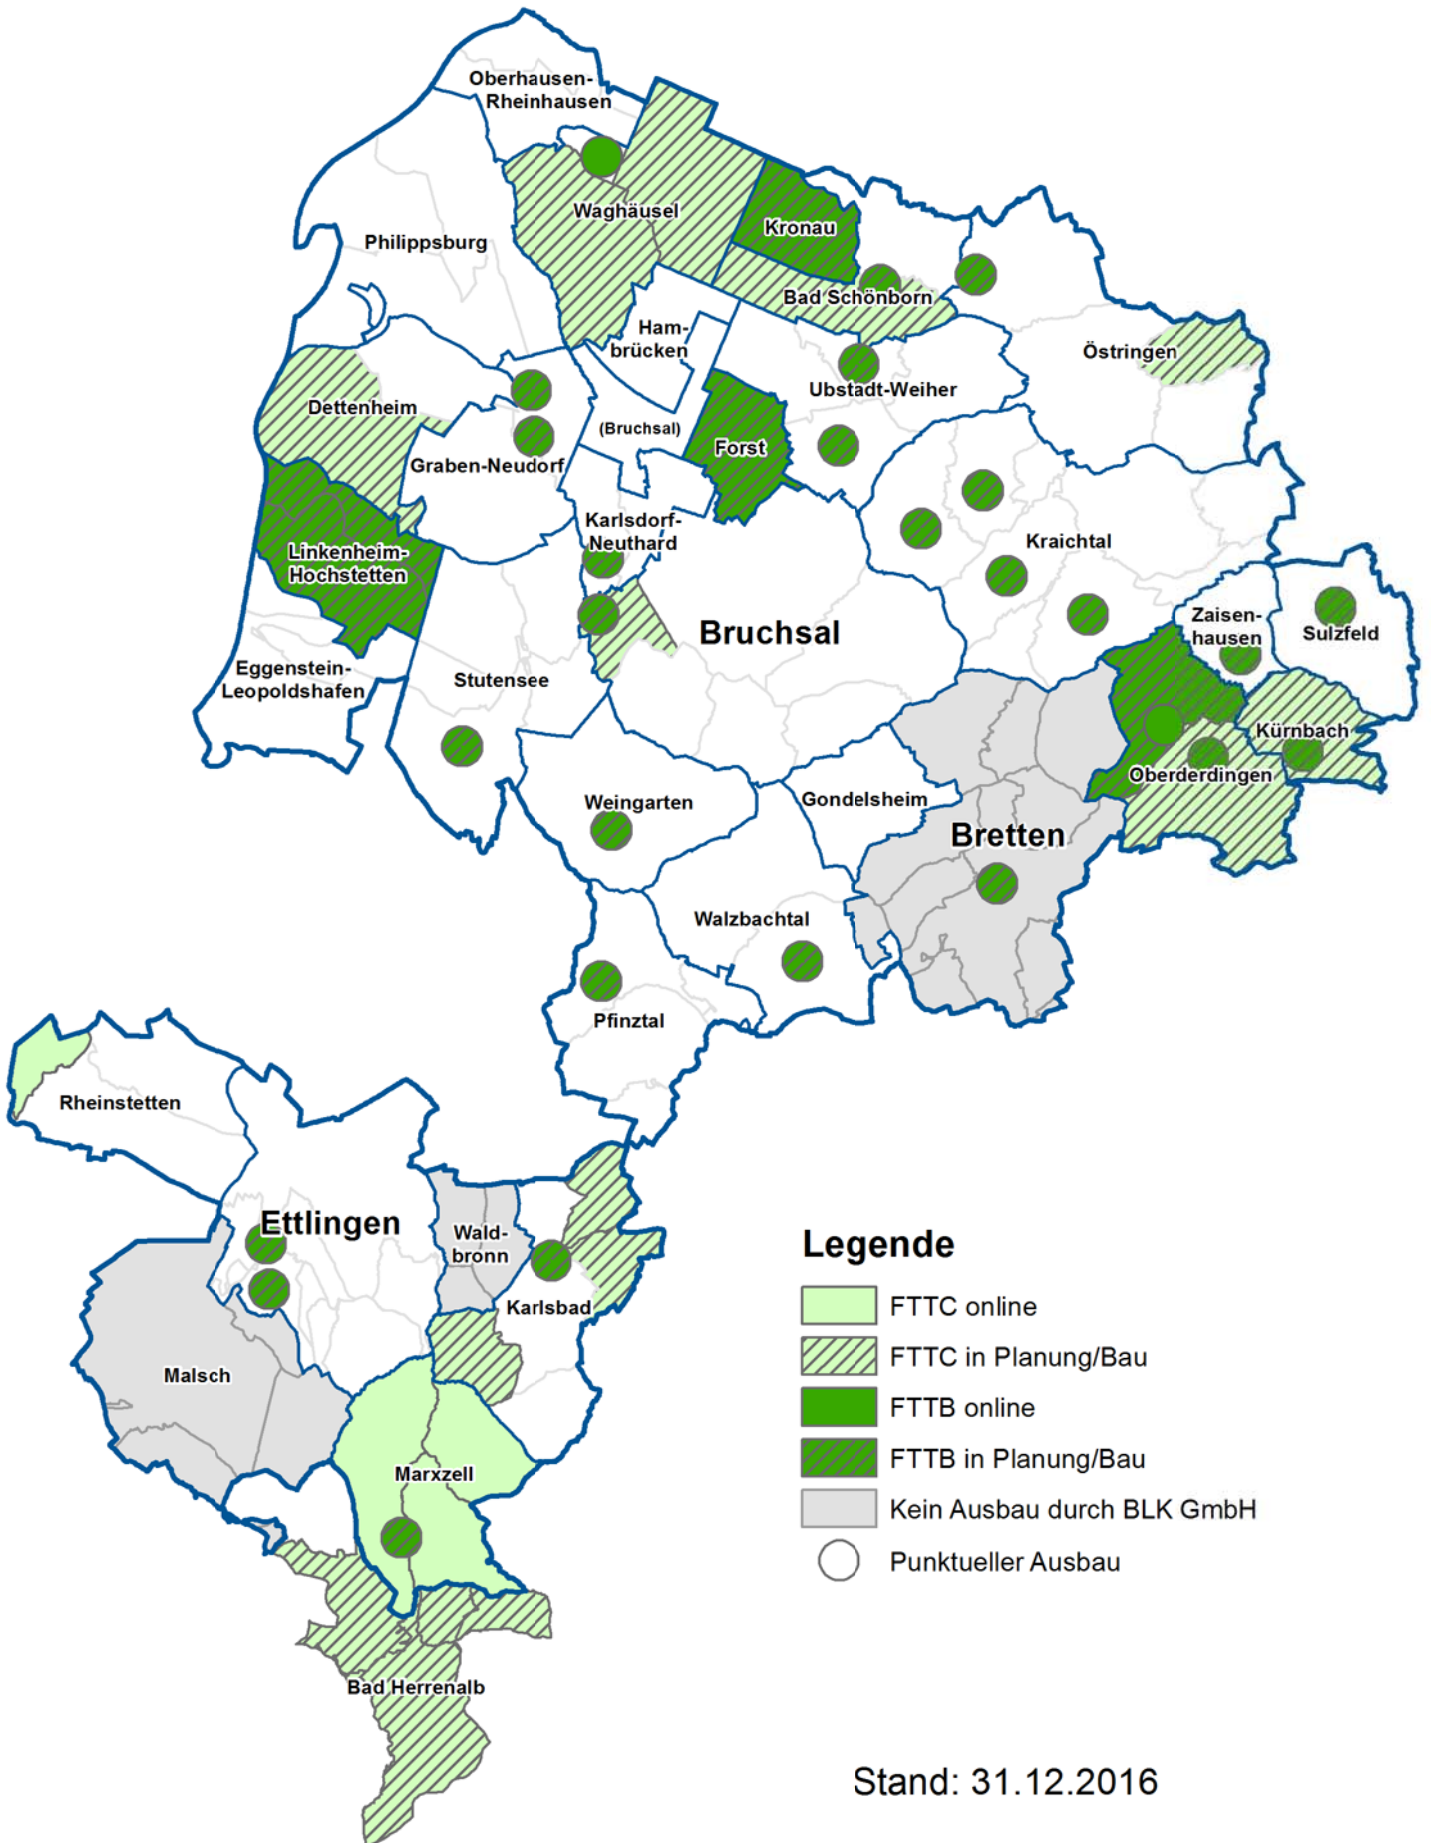 Oberhausen-
Rheinhausen
Waghäusel
Kronau
Philippsburg
Bad Schönborn
Ham-
brücken
Östringen
Ubstadt-Weiher
Dettenheim
(Bruchsal)
Forst
Graben-Neudorf
Karlsdorf-
Neuthard
Kraichtal
Linkenheim-
Hochstetten
Zaisen-
hausen
Sulzfeld
Bruchsal
Eggenstein-
Leopoldshafen
Stutensee
Kürnbach
Oberderdingen
Weingarten
Gondelsheim
Bretten
Walzbachtal
Pfinztal
Rheinstetten
Ettlingen
Wald-
bronn
Karlsbad
Malsch
Marxzell
Bad Herrenalb
Legende
FTTC online
FTTC in Planung/Bau
FTTB online
FTTB in Planung/Bau
Kein Ausbau durch BLK GmbH
Punktueller Ausbau
Stand: 31.12.2016